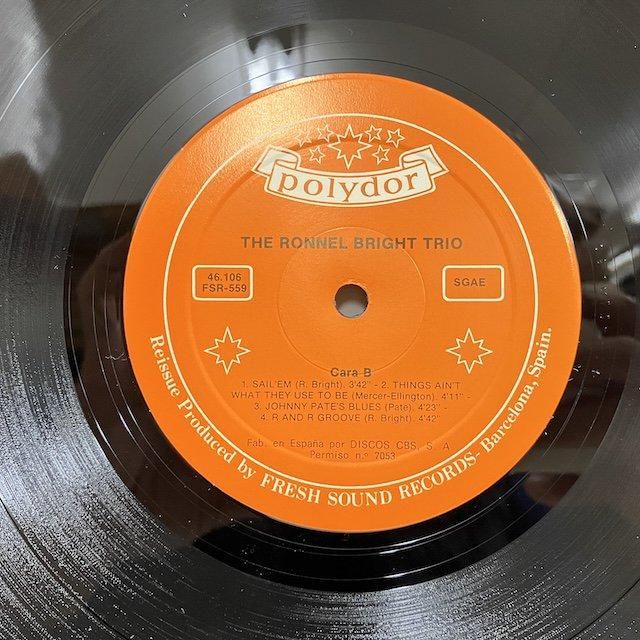 polydor
THE RONNEL BRIGHT TRIO
46.106
FSR-559
SGAE
Cara B
1. SAIL'EM (R. Bright). 3'42" - 2. THINGS AIN'T
WHAT THEY USE TO BE (Mercer-Ellington). 4'11" -
3. JOHNNY PATE'S BLUES (Pate). 4'23" -
4. R AND R GROOVE (R. Bright). 4'42"
Fab. en España por DISCOS CBS, S. A
Permiso n.º 7053
Reissue Produced by FRESH SOUND RECORDS- Barcelona, Spain.